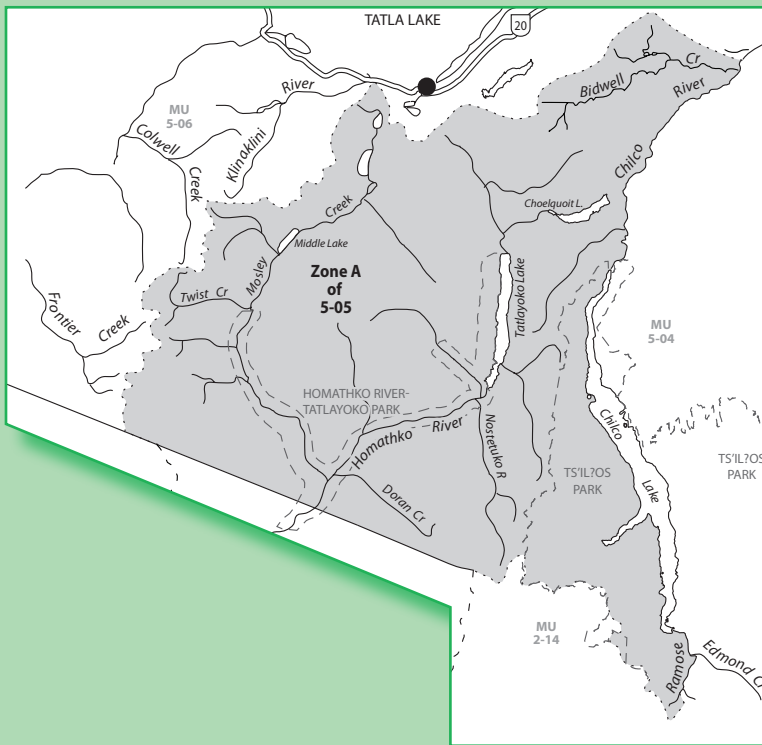 TATLA LAKE
20
Bidwell Cr
River
MU
5-06
River
Colwell
Creek
Klinaklini
Chilco
Creek
Choelquoit L.
Middle Lake
Zone A
of
5-05
Mosley
Twist Cr
Tatlayoko Lake
Frontier
Creek
MU
5-04
HOMATHKO RIVER-
TATLAYOKO PARK
Homathko River
Nostetuko R
Chilco
Lake
TS'IL?OS
PARK
TS'IL?OS
PARK
Doran Cr
MU
2-14
Ramose
Edmond C